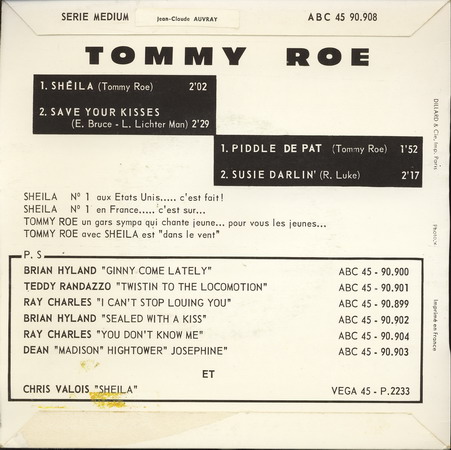 SERIE MEDIUM Jean-Claude AUVRAY ABC 45 90.908
TOMMY ROE
1. SHÉILA (Tommy Roe) 2'02
2. SAVE YOUR KISSES
(E. Bruce - L. Lichter Man) 2'29
1. PIDDLE DE PAT (Tommy Roe) 1'52
2. SUSIE DARLIN' (R. Luke) 2'17
SHEILA N° 1 aux Etats Unis..... c'est fait !
SHEILA N° 1 en France..... c'est sur...
TOMMY ROE un gars sympa qui chante jeune... pour vous les jeunes...
TOMMY ROE avec SHEILA est "dans le vent"
P. S
BRIAN HYLAND "GINNY COME LATELY" ABC 45 - 90.900
TEDDY RANDAZZO "TWISTIN TO THE LOCOMOTION" ABC 45 - 90.901
RAY CHARLES "I CAN'T STOP LOUING YOU" ABC 45 - 90.899
BRIAN HYLAND "SEALED WITH A KISS" ABC 45 - 90.902
RAY CHARLES "YOU DON'T KNOW ME" ABC 45 - 90.904
DEAN "MADISON" HIGHTOWER" JOSEPHINE" ABC 45 - 90.903
ET
CHRIS VALOIS "SHEILA" VEGA 45 - P.2233
DILLARD & Cie, Imp. Paris
Imprimé en France